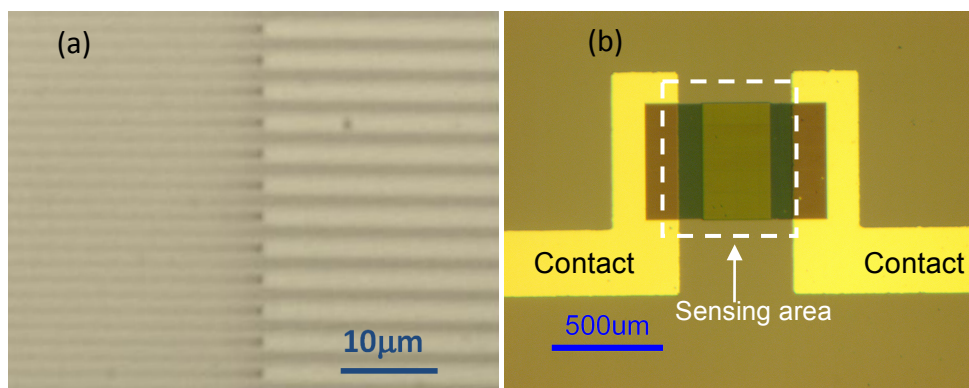 (a)
10μm
(b)
Contact
Contact
Sensing area
500um